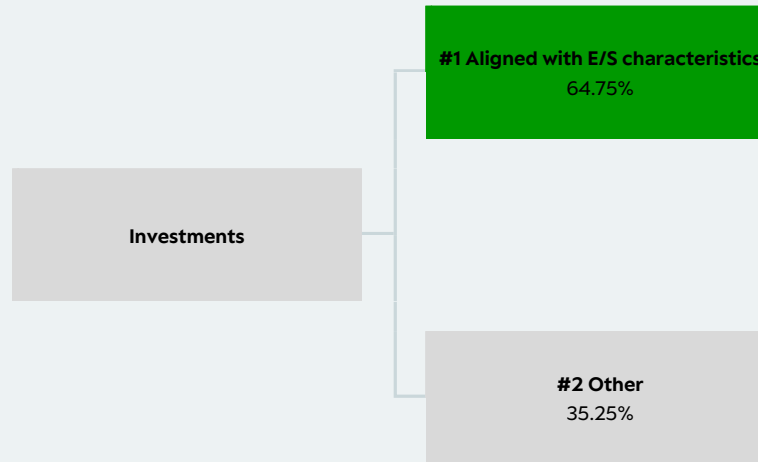 #1 Aligned with E/S characteristics
64.75%
Investments
#2 Other
35.25%